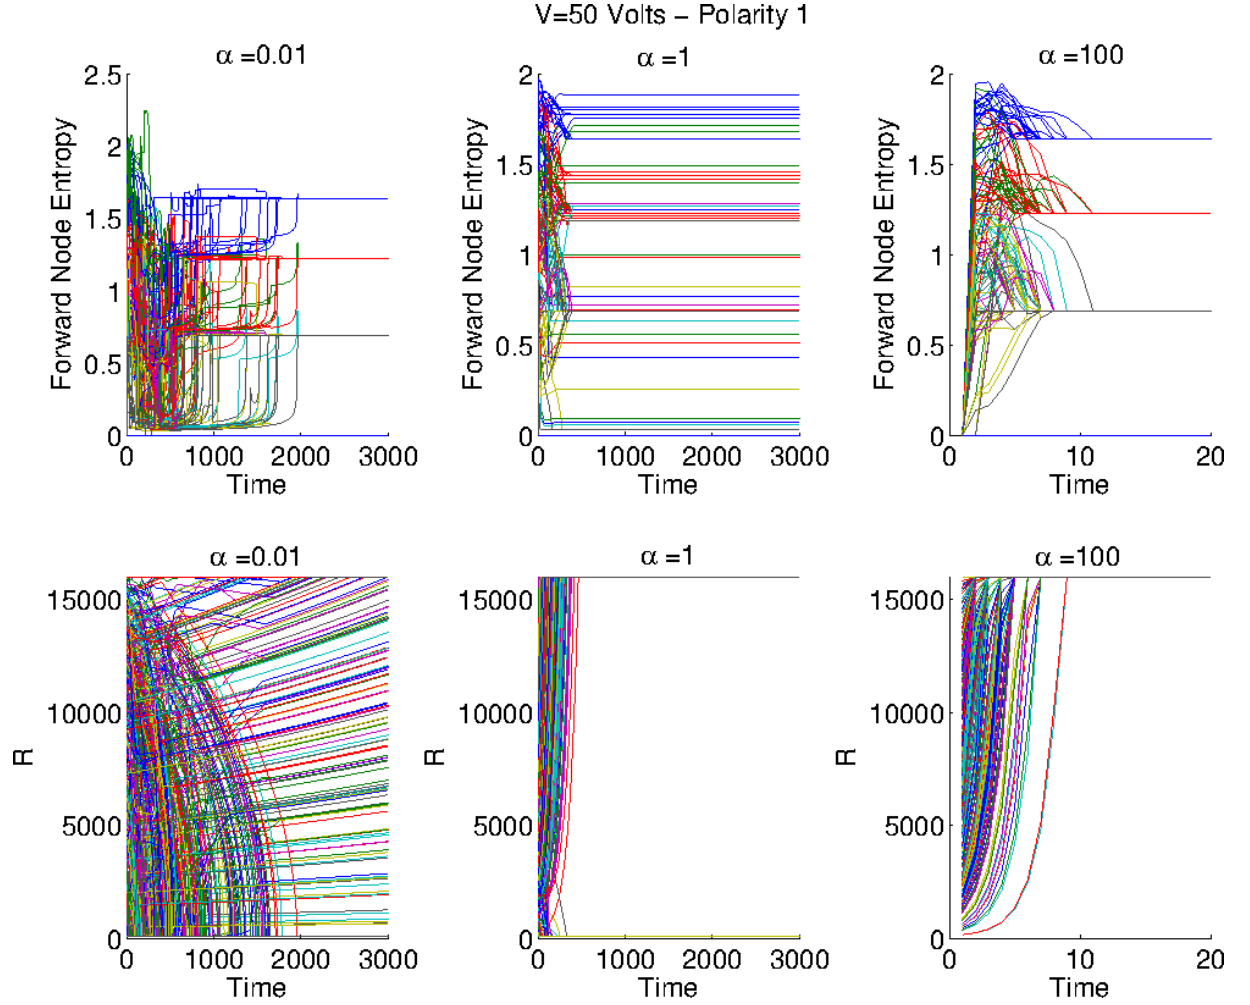 V=50 Volts − Polarity 1
α =0.01
α =1
α =100
Forward Node Entropy
2.5
2
1.5
1
0.5
0
0
1000
2000
3000
Time
Forward Node Entropy
2
1.5
1
0.5
0
0
1000
2000
3000
Time
Forward Node Entropy
2
1.5
1
0.5
0
0
10
20
Time
α =0.01
α =1
α =100
R
15000
10000
5000
0
0
1000
2000
3000
Time
R
15000
10000
5000
0
0
1000
2000
3000
Time
R
15000
10000
5000
0
0
10
20
Time